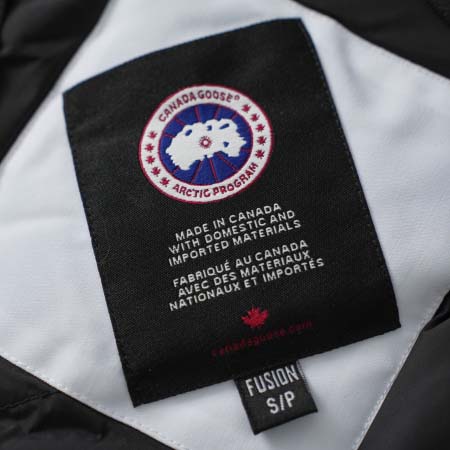 CANADA GOOSE®
ARCTIC PROGRAM
MADE IN CANADA
WITH DOMESTIC AND
IMPORTED MATERIALS
FABRIQUÉ AU CANADA
AVEC DES MATERIAUX
NATIONAUX ET IMPORTÉS
canadagoose.com
FUSION
S/P